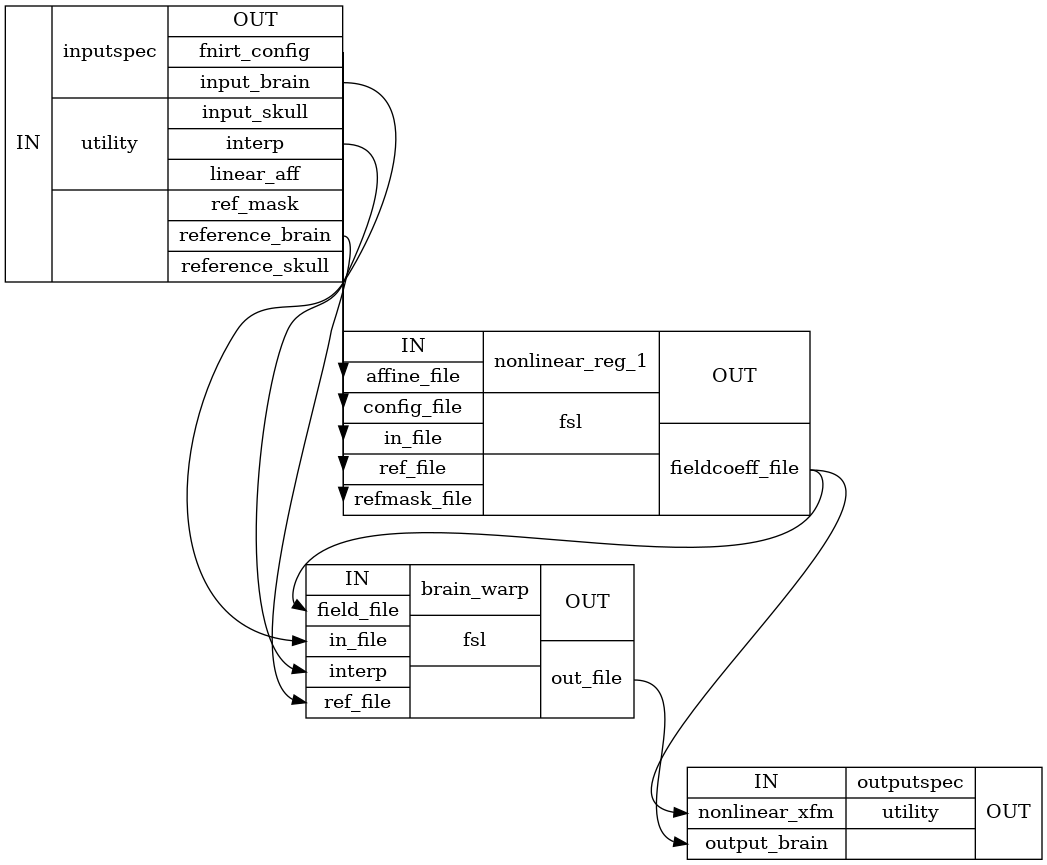 OUT
fnirt_config
inputspec
input_brain
input_skull
IN
utility
interp
linear_aff
ref_mask
reference_brain
reference_skull
IN
nonlinear_reg_1
OUT
affine_file
config_file
fsl
in_file
ref_file
fieldcoeff_file
refmask_file
IN
brain_warp
OUT
field_file
in_file
fsl
interp
out_file
ref_file
IN
outputspec
nonlinear_xfm
utility
OUT
output_brain